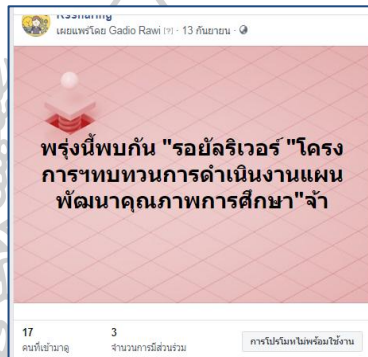 Rssharing
เผยแพร่โดย Gadio Rawi [?] · 13 กันยายน ·
พรุ่งนี้พบกัน "รอยัลริเวอร์ "โครง
การฯทบทวนการดำเนินงานแผน
พัฒนาคุณภาพการศึกษา"จ้า
17
คนที่เข้ามาดู
3
จำนวนการมีส่วนร่วม
การโปรโมทไม่พร้อมใช้งาน